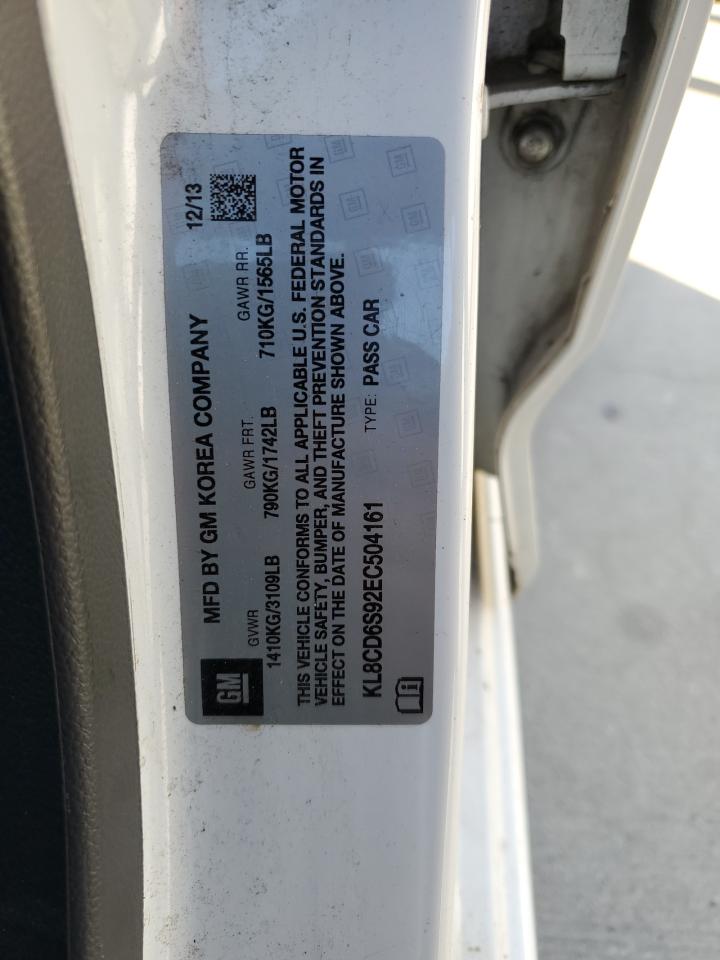 MFD BY GM KOREA COMPANY 12/13
GVWR GAWR FRT. GAWR RR.
1410KG/3109LB 790KG/1742LB 710KG/1565LB
THIS VEHICLE CONFORMS TO ALL APPLICABLE U.S. FEDERAL MOTOR
VEHICLE SAFETY, BUMPER, AND THEFT PREVENTION STANDARDS IN
EFFECT ON THE DATE OF MANUFACTURE SHOWN ABOVE.
KL8CD6S92EC504161 TYPE: PASS CAR
GM